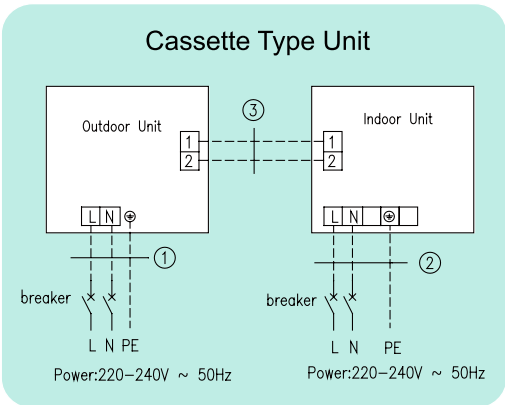 Cassette Type Unit
③
Outdoor Unit
Indoor Unit
1
1
2
2
L N
L N
①
②
breaker
breaker
L N PE
L N PE
Power:220-240V ~ 50Hz
Power:220-240V ~ 50Hz